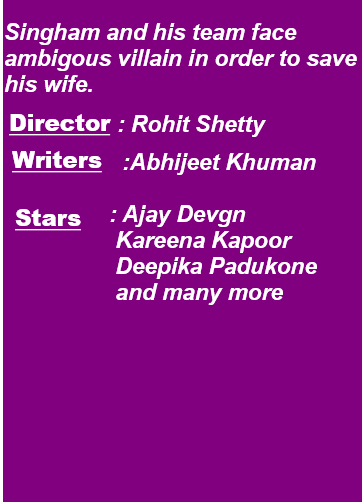 Singham and his team face
ambigous villain in order to save
his wife.
Director : Rohit Shetty
Writers :Abhijeet Khuman
Stars : Ajay Devgn
Kareena Kapoor
Deepika Padukone
and many more